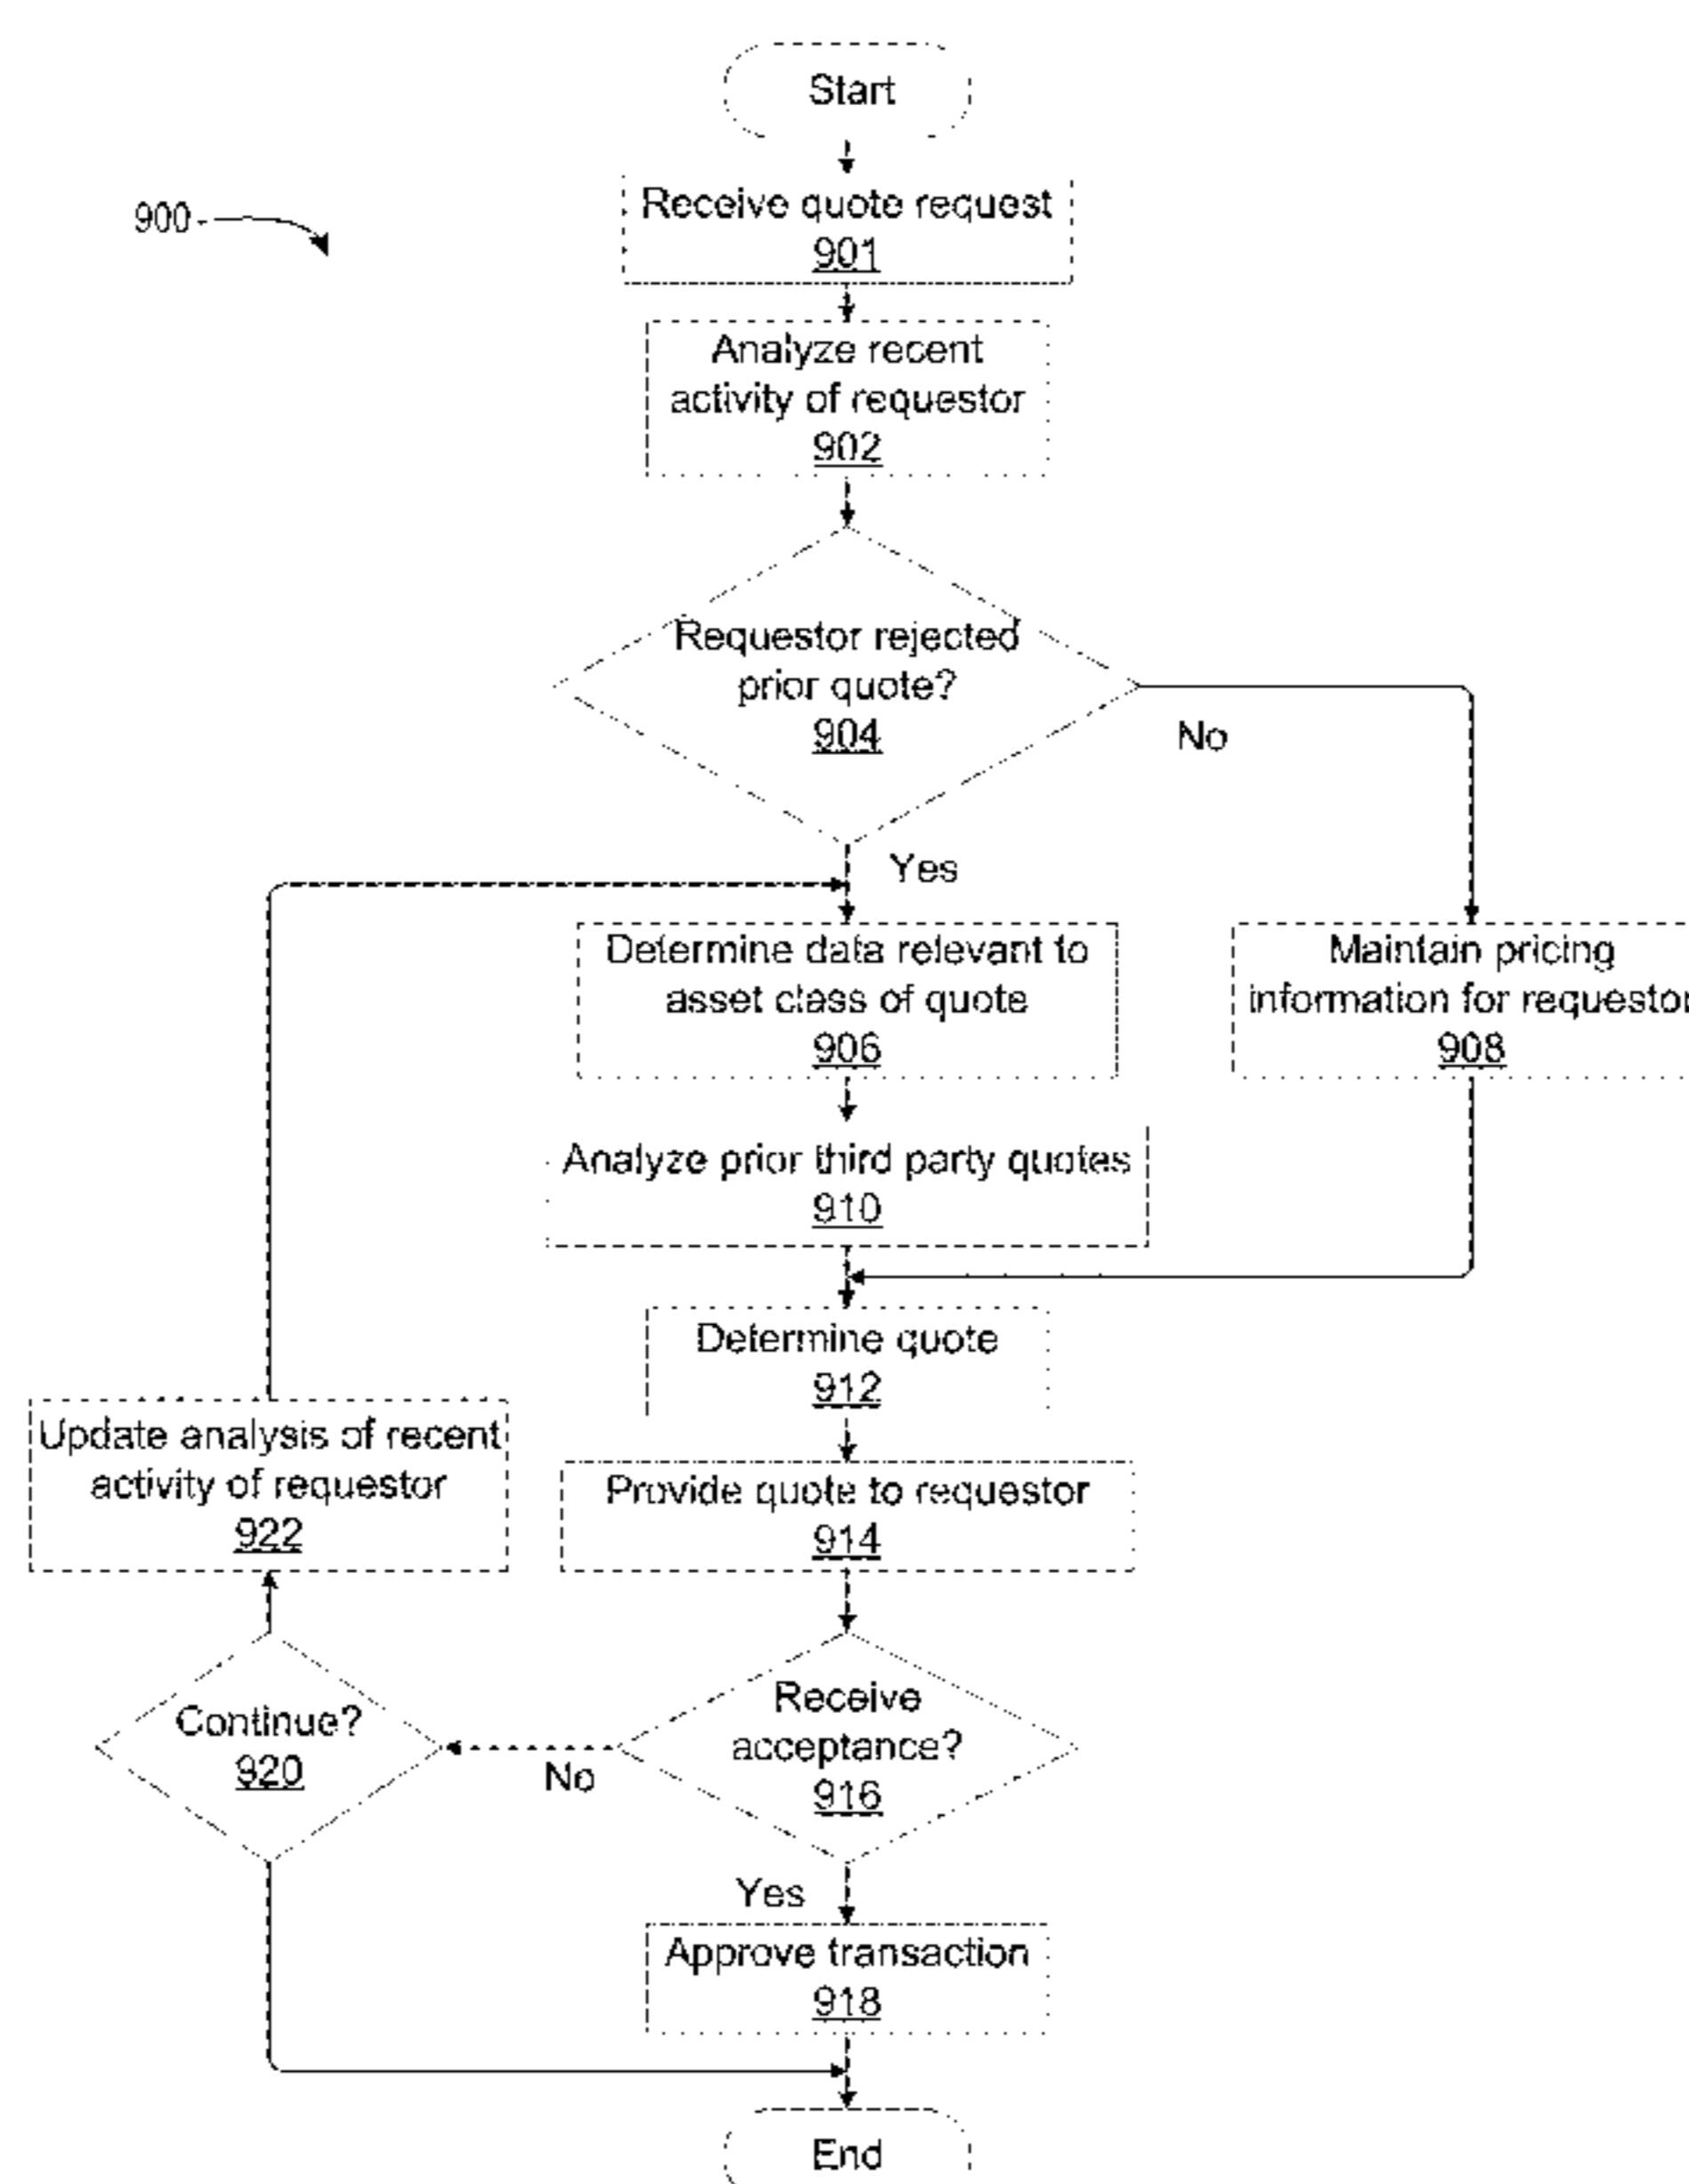 Start
900
Receive quote request
901
Analyze recent
activity of requestor
902
Requestor rejected
prior quote?
904
No
Yes
Determine data relevant to
asset class of quote
906
Maintain pricing
information for requestor
908
Analyze prior third party quotes
910
Determine quote
912
Update analysis of recent
activity of requestor
922
Provide quote to requestor
914
Continue?
920
No
Receive
acceptance?
916
Yes
Approve transaction
918
End